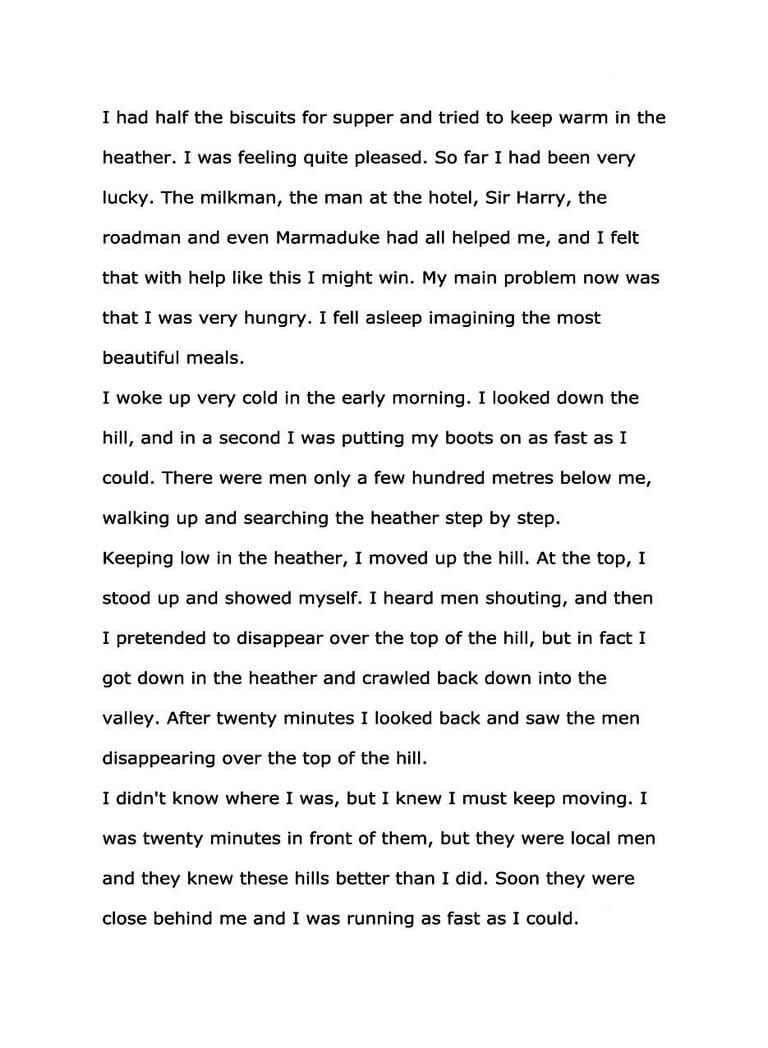 I had half the biscuits for supper and tried to keep warm in the
heather. I was feeling quite pleased. So far I had been very
lucky. The milkman, the man at the hotel, Sir Harry, the
roadman and even Marmaduke had all helped me, and I felt
that with help like this I might win. My main problem now was
that I was very hungry. I fell asleep imagining the most
beautiful meals.
I woke up very cold in the early morning. I looked down the
hill, and in a second I was putting my boots on as fast as I
could. There were men only a few hundred metres below me,
walking up and searching the heather step by step.
Keeping low in the heather, I moved up the hill. At the top, I
stood up and showed myself. I heard men shouting, and then
I pretended to disappear over the top of the hill, but in fact I
got down in the heather and crawled back down into the
valley. After twenty minutes I looked back and saw the men
disappearing over the top of the hill.
I didn't know where I was, but I knew I must keep moving. I
was twenty minutes in front of them, but they were local men
and they knew these hills better than I did. Soon they were
close behind me and I was running as fast as I could.